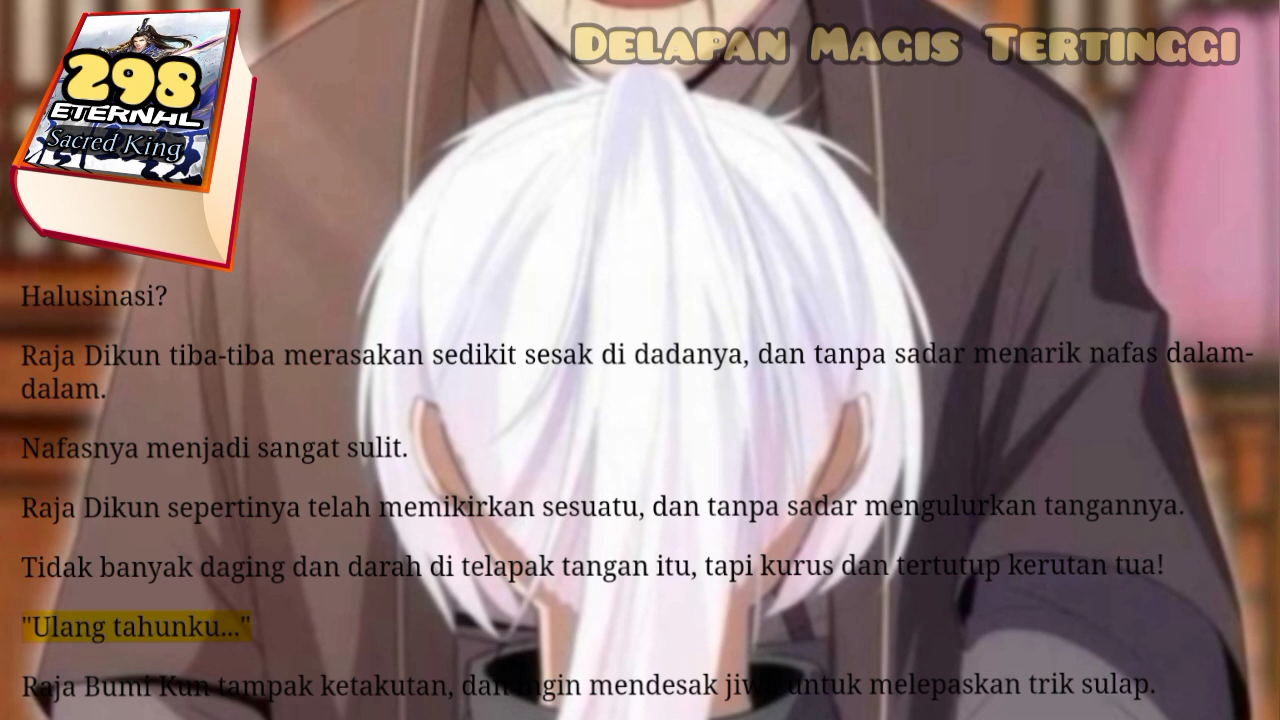 DELAPAN MAGIS TERTINGGI
298
ETERNAL
Sacred King
Halusinasi?
Raja Dikun tiba-tiba merasakan sedikit sesak di dadanya, dan tanpa sadar menarik nafas dalam-
dalam.
Nafasnya menjadi sangat sulit.
Raja Dikun sepertinya telah memikirkan sesuatu, dan tanpa sadar mengulurkan tangannya.
Tidak banyak daging dan darah di telapak tangan itu, tapi kurus dan tertutup kerutan tua!
"Ulang tahunku..."
Raja Bumi Kun tampak ketakutan, dan ingin mendesak jiwa untuk melepaskan trik sulap.